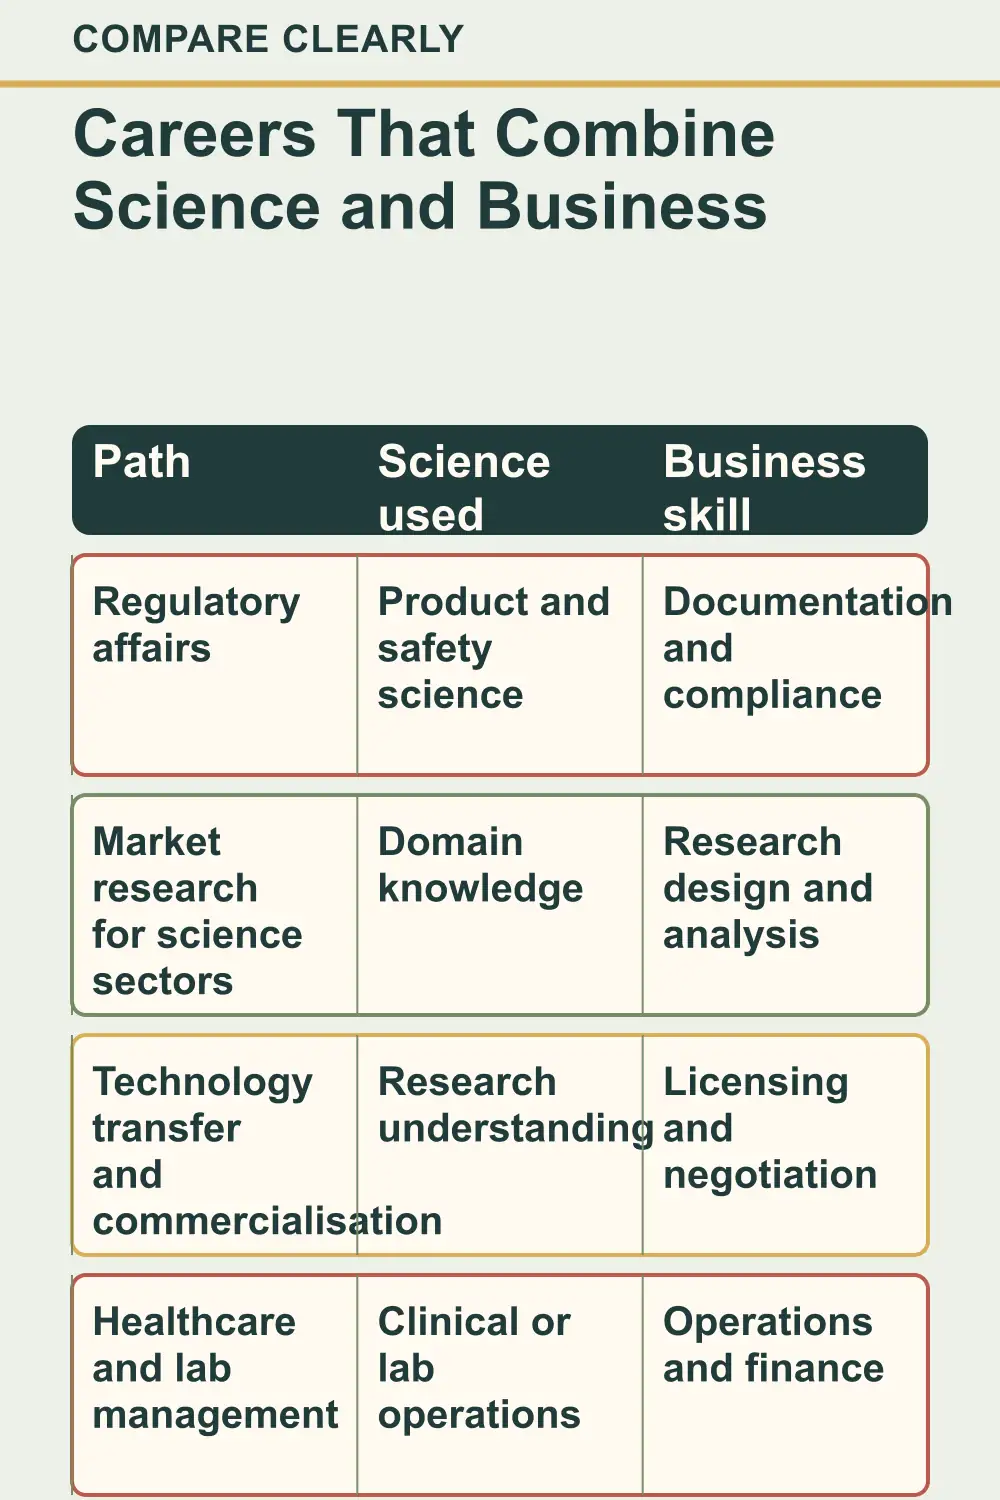 COMPARE CLEARLY
Careers That Combine
Science and Business
Path
Science
used
Business
skill
Regulatory
affairs
Product and
safety
science
Documentation
and
compliance
Market
research
for science
sectors
Domain
knowledge
Research
design and
analysis
Technology
transfer
and
commercialisation
Research
understanding
Licensing
and
negotiation
Healthcare
and lab
management
Clinical or
lab
operations
Operations
and finance